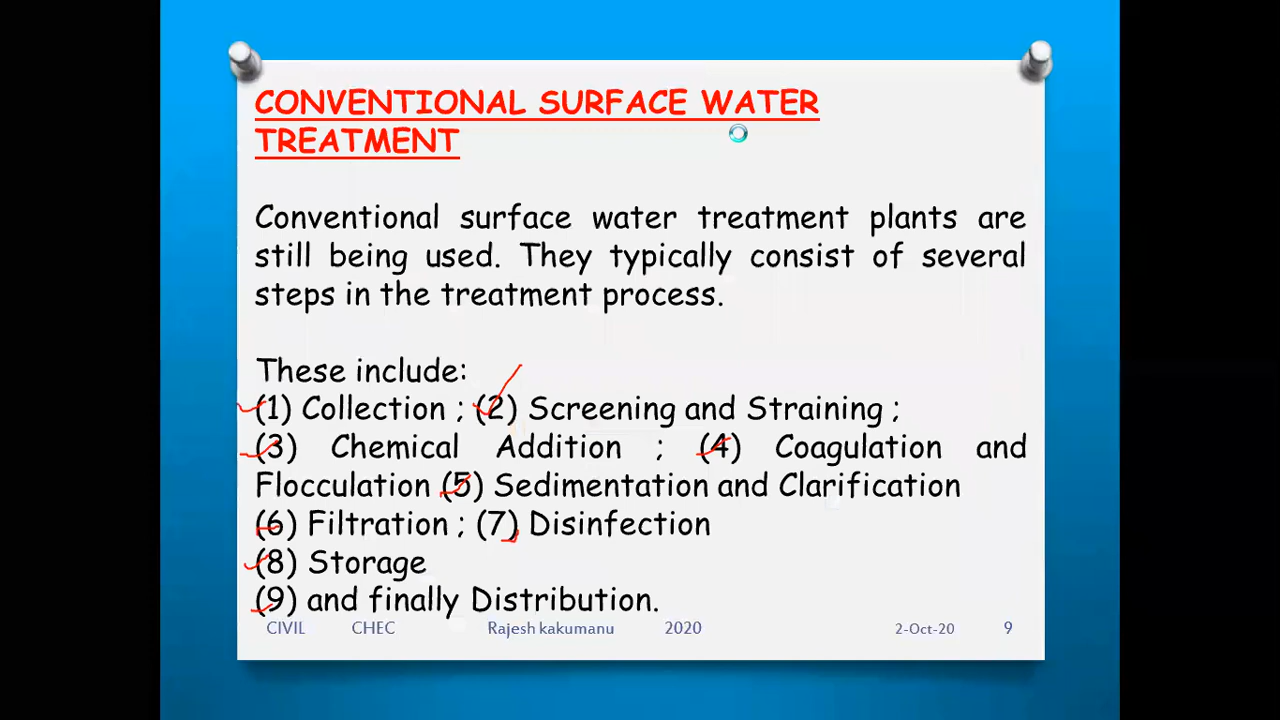 CONVENTIONAL SURFACE WATER
TREATMENT
Conventional surface water treatment plants are
still being used. They typically consist of several
steps in the treatment process.
These include:
(1) Collection ; (2) Screening and Straining ;
(3) Chemical Addition ; (4) Coagulation and
Flocculation (5) Sedimentation and Clarification
(6) Filtration ; (7) Disinfection
(8) Storage
(9) and finally Distribution.
CIVIL CHEC Rajesh kakumanu 2020 2-Oct-20 9